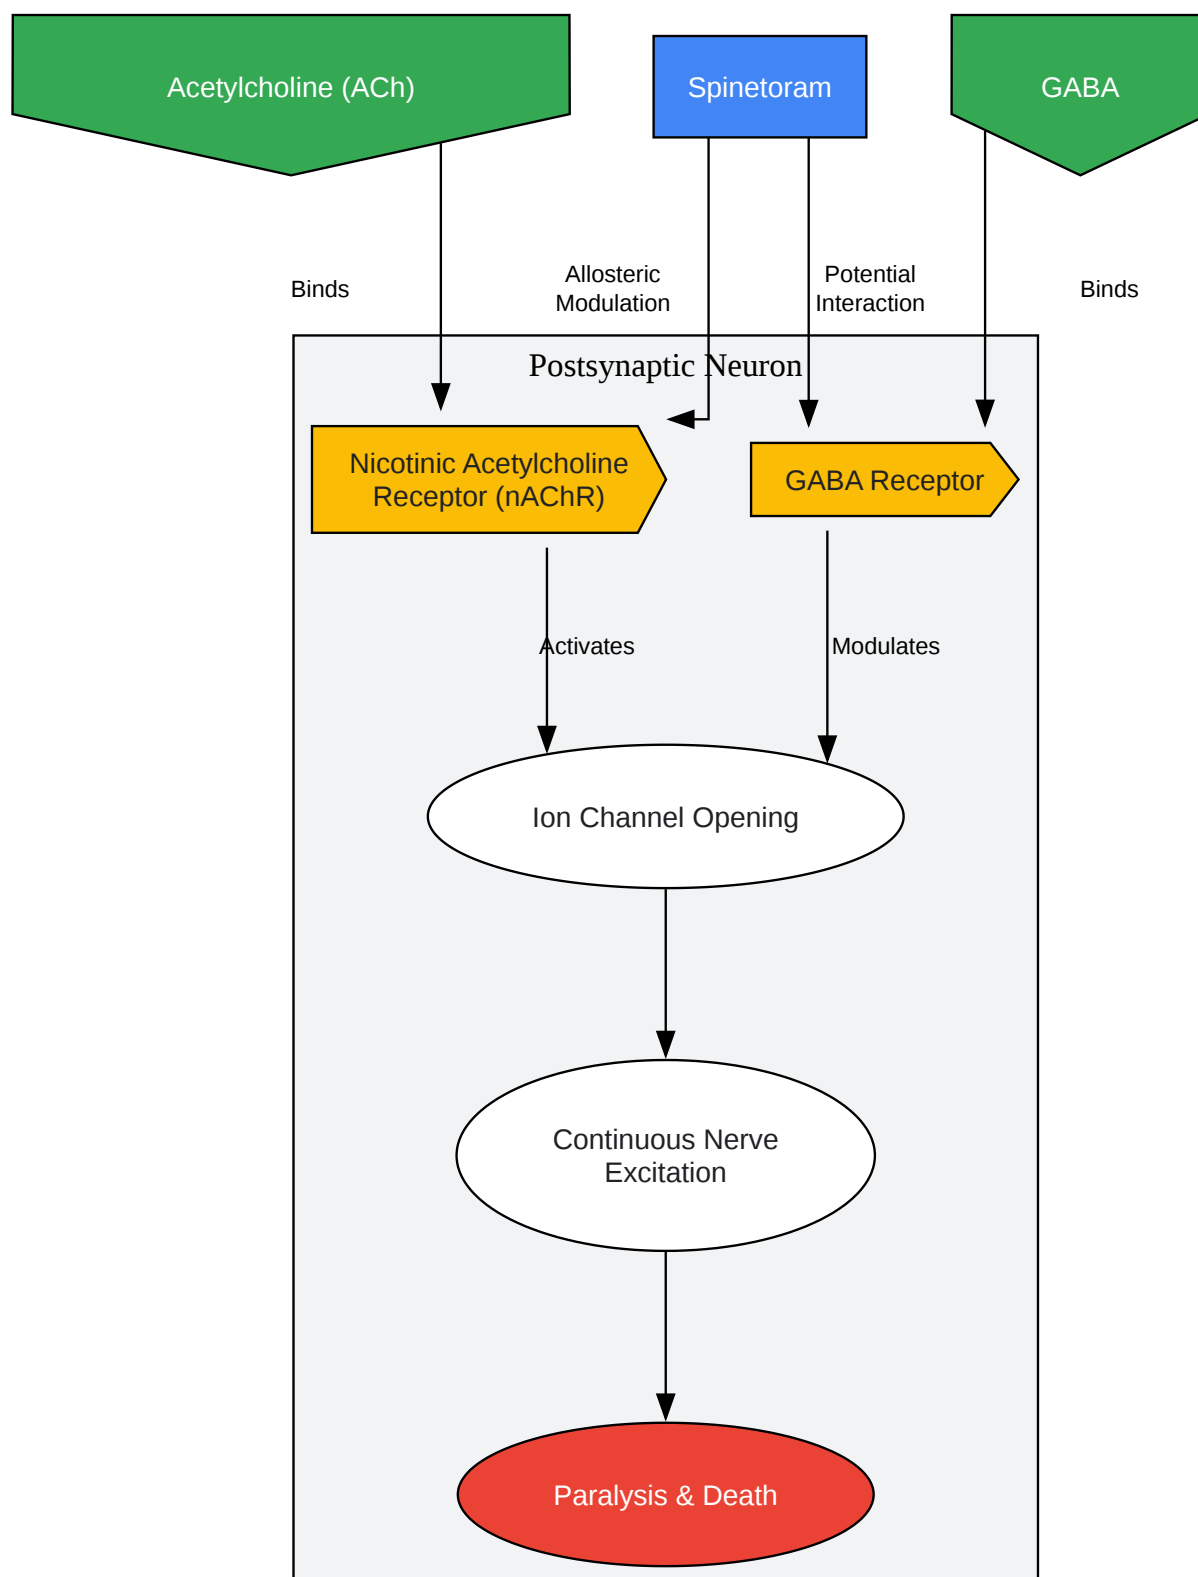 Acetylcholine (ACh)
Spinetoram
GABA
Binds
Allosteric
Modulation
Potential
Interaction
Binds
Postsynaptic Neuron
Nicotinic Acetylcholine
Receptor (nAChR)
GABA Receptor
Activates
Modulates
Ion Channel Opening
Continuous Nerve
Excitation
Paralysis & Death